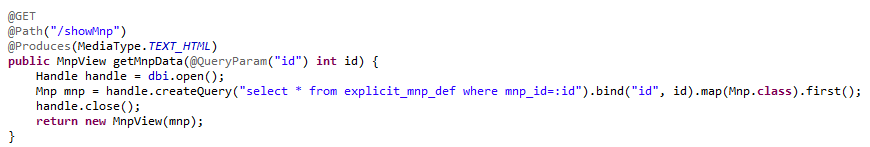 @GET
@Path("/showMnp")
@Produces(MediaType.TEXT_HTML)
public MnpView getMnpData(@QueryParam("id") int id) {
    Handle handle = dbi.open();
    Mnp mnp = handle.createQuery("select * from explicit_mnp_def where mnp_id=:id").bind("id", id).map(Mnp.class).first();
    handle.close();
    return new MnpView(mnp);
}